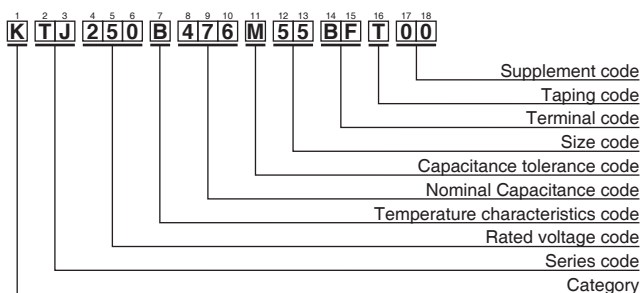 1 2 3 4 5 6 7 8 9 10 11 12 13 14 15 16 17 18
K T J 2 5 0 B 4 7 6 M 5 5 B F T 0 0
Supplement code
Taping code
Terminal code
Size code
Capacitance tolerance code
Nominal Capacitance code
Temperature characteristics code
Rated voltage code
Series code
Category